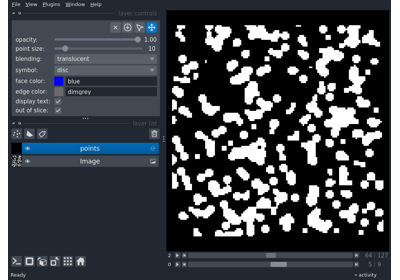 File View Plugins Window Help
layer controls
opacity: 1.00
point size: 10
blending: translucent
symbol: disc
face color: blue
edge color: dimgrey
display text:
out of slice:
layer list
points
Image
2 64 127
0 5 9
Ready activity